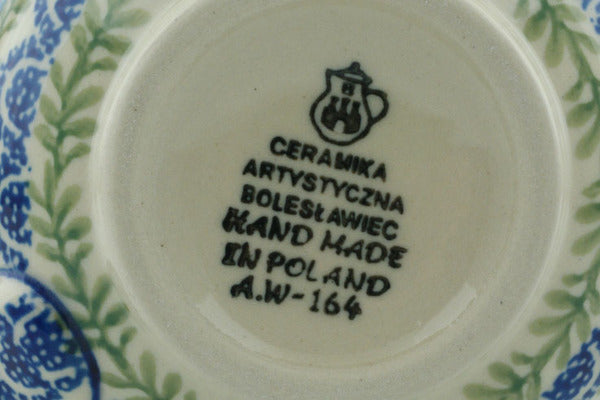 CERAMIKA
ARTYSTYCZNA
BOLESŁAWIEC
HAND MADE
IN POLAND
A.W-164